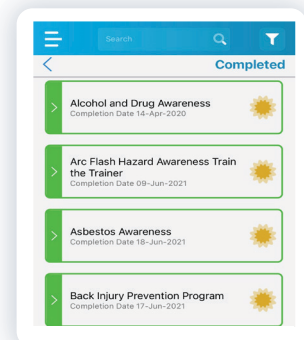 Search
Completed
Alcohol and Drug Awareness
Completion Date 14-Apr-2020
Arc Flash Hazard Awareness Train
the Trainer
Completion Date 09-Jun-2021
Asbestos Awareness
Completion Date 18-Jun-2021
Back Injury Prevention Program
Completion Date 17-Jun-2021